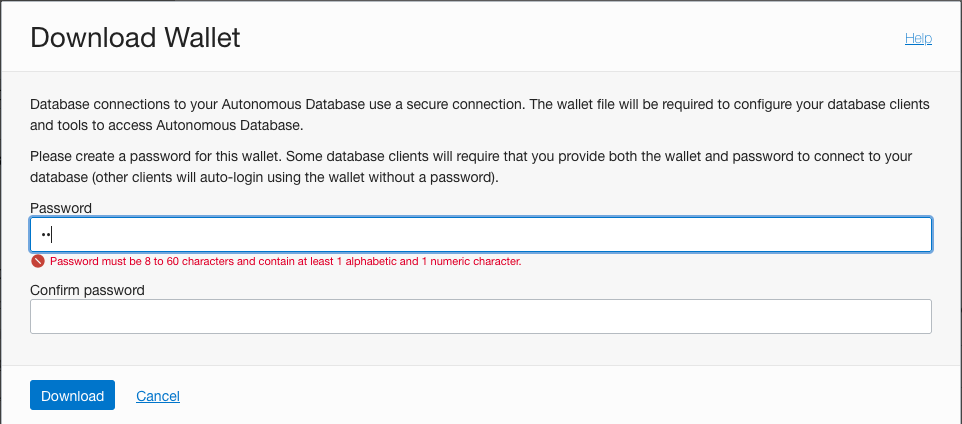 Download Wallet
Help
Database connections to your Autonomous Database use a secure connection. The wallet file will be required to configure your database clients
and tools to access Autonomous Database.
Please create a password for this wallet. Some database clients will require that you provide both the wallet and password to connect to your
database (other clients will auto-login using the wallet without a password).
Password
••
Password must be 8 to 60 characters and contain at least 1 alphabetic and 1 numeric character.
Confirm password
Download
Cancel